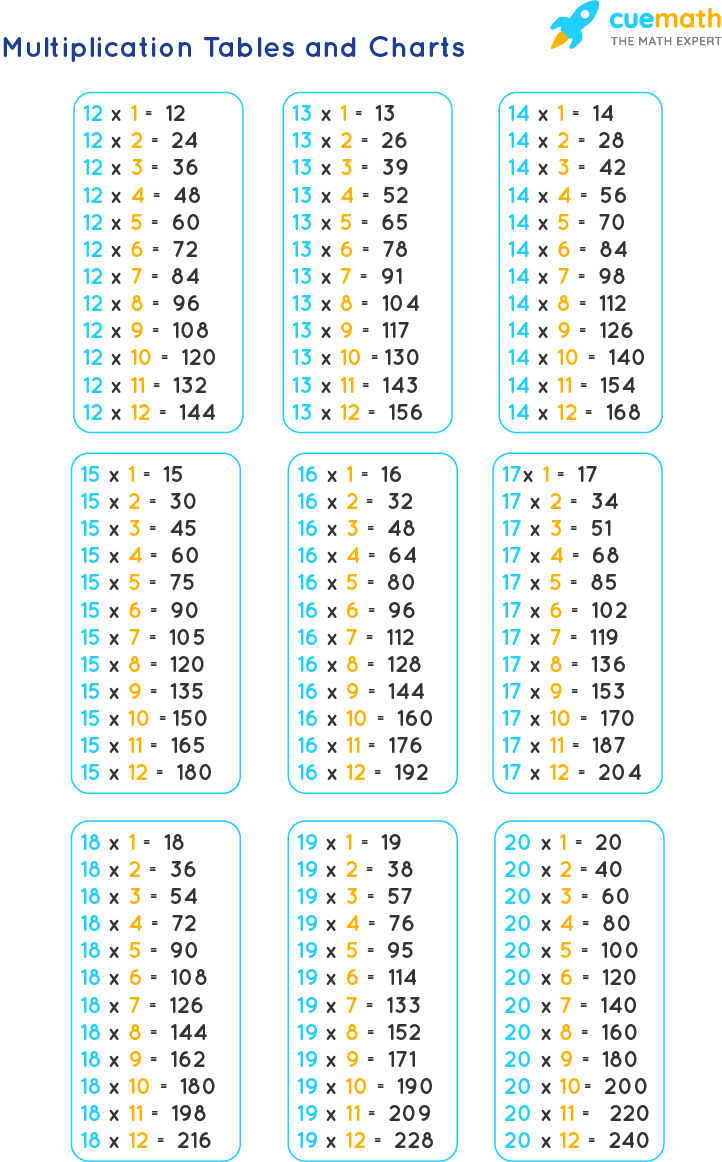 cuemath
THE MATH EXPERT
Multiplication Tables and Charts
12 x 1 = 12
12 x 2 = 24
12 x 3 = 36
12 x 4 = 48
12 x 5 = 60
12 x 6 = 72
12 x 7 = 84
12 x 8 = 96
12 x 9 = 108
12 x 10 = 120
12 x 11 = 132
12 x 12 = 144
13 x 1 = 13
13 x 2 = 26
13 x 3 = 39
13 x 4 = 52
13 x 5 = 65
13 x 6 = 78
13 x 7 = 91
13 x 8 = 104
13 x 9 = 117
13 x 10 =130
13 x 11 = 143
13 x 12 = 156
14 x 1 = 14
14 x 2 = 28
14 x 3 = 42
14 x 4 = 56
14 x 5 = 70
14 x 6 = 84
14 x 7 = 98
14 x 8 = 112
14 x 9 = 126
14 x 10 = 140
14 x 11 = 154
14 x 12 = 168
15 x 1 = 15
15 x 2 = 30
15 x 3 = 45
15 x 4 = 60
15 x 5 = 75
15 x 6 = 90
15 x 7 = 105
15 x 8 = 120
15 x 9 = 135
15 x 10 =150
15 x 11 = 165
15 x 12 = 180
16 x 1 = 16
16 x 2 = 32
16 x 3 = 48
16 x 4 = 64
16 x 5 = 80
16 x 6 = 96
16 x 7 = 112
16 x 8 = 128
16 x 9 = 144
16 x 10 = 160
16 x 11 = 176
16 x 12 = 192
17x 1 = 17
17 x 2 = 34
17 x 3 = 51
17 x 4 = 68
17 x 5 = 85
17 x 6 = 102
17 x 7 = 119
17 x 8 = 136
17 x 9 = 153
17 x 10 = 170
17 x 11 = 187
17 x 12 = 204
18 x 1 = 18
18 x 2 = 36
18 x 3 = 54
18 x 4 = 72
18 x 5 = 90
18 x 6 = 108
18 x 7 = 126
18 x 8 = 144
18 x 9 = 162
18 x 10 = 180
18 x 11 = 198
18 x 12 = 216
19 x 1 = 19
19 x 2 = 38
19 x 3 = 57
19 x 4 = 76
19 x 5 = 95
19 x 6 = 114
19 x 7 = 133
19 x 8 = 152
19 x 9 = 171
19 x 10 = 190
19 x 11 = 209
19 x 12 = 228
20 x 1 = 20
20 x 2 = 40
20 x 3 = 60
20 x 4 = 80
20 x 5 = 100
20 x 6 = 120
20 x 7 = 140
20 x 8 = 160
20 x 9 = 180
20 x 10= 200
20 x 11 = 220
20 x 12 = 240